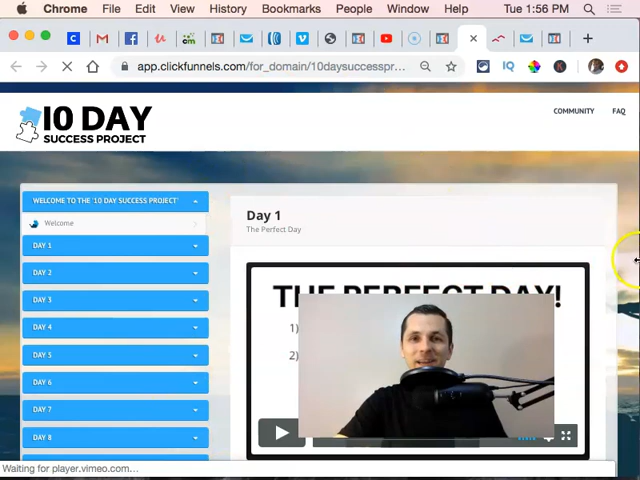 Chrome File Edit View History Bookmarks People Window Help Tue 1:56 PM
app.clickfunnels.com/for_domain/10daysuccesspr...
IQ
10 DAY
SUCCESS PROJECT
COMMUNITY FAQ
WELCOME TO THE '10 DAY SUCCESS PROJECT'
Welcome
DAY 1
DAY 2
DAY 3
DAY 4
DAY 5
DAY 6
DAY 7
DAY 8
Day 1
The Perfect Day
THE PERFECT DAY!
1)
2)
Waiting for player.vimeo.com...